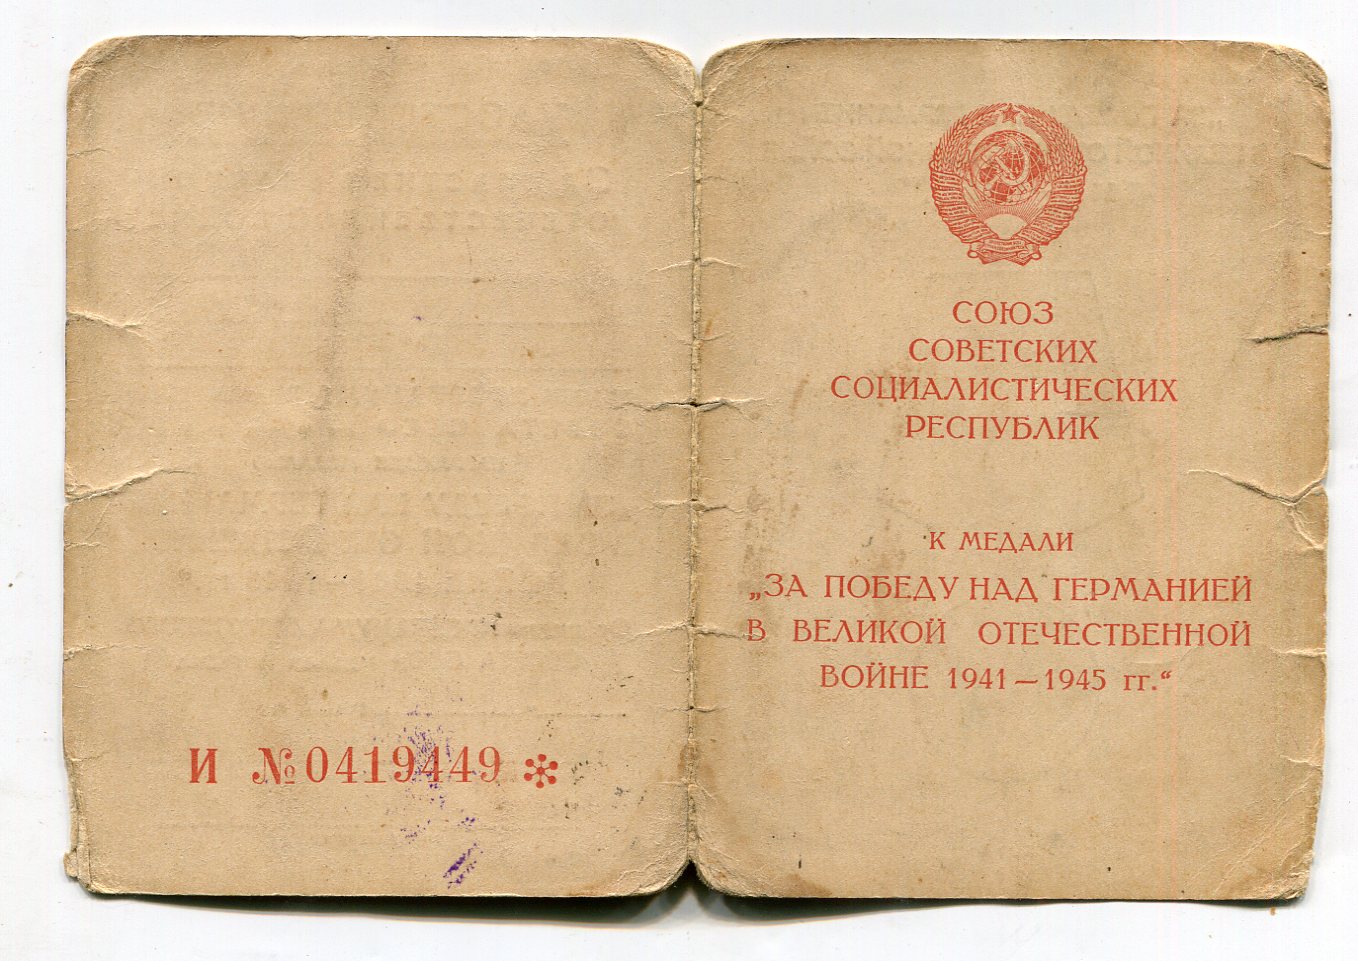 И №0419449
СОЮЗ
СОВЕТСКИХ
СОЦИАЛИСТИЧЕСКИХ
РЕСПУБЛИК
К МЕДАЛИ
„ЗА ПОБЕДУ НАД ГЕРМАНИЕЙ
В ВЕЛИКОЙ ОТЕЧЕСТВЕННОЙ
ВОЙНЕ 1941—1945 гг.“